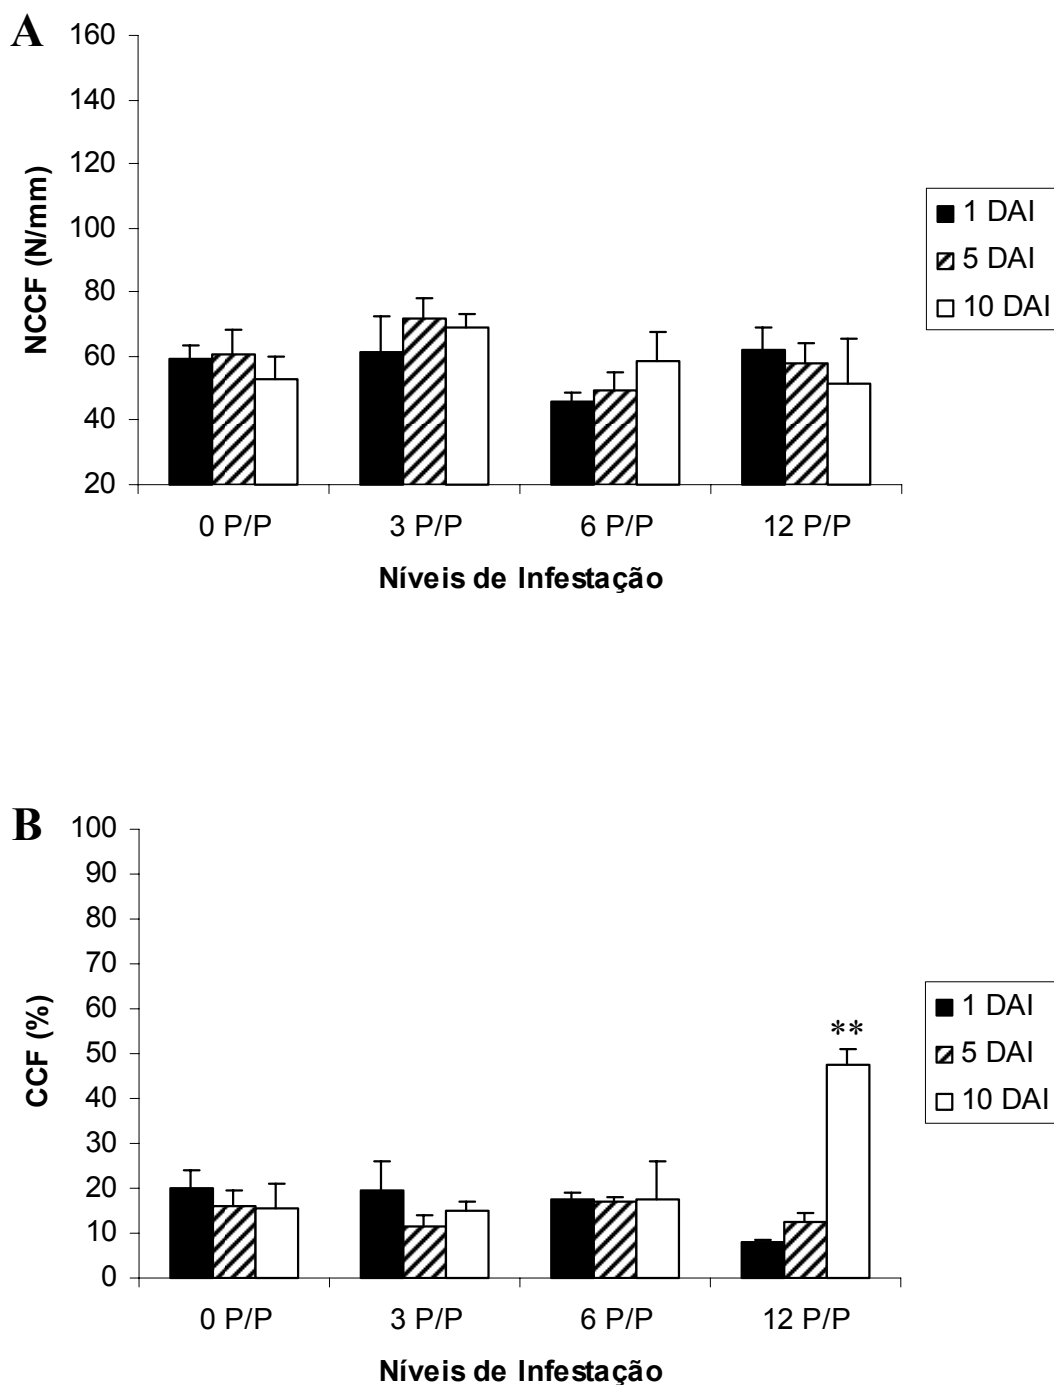 A
160
140
120
100
80
60
40
20
NCCF (N/mm)
0 P/P 3 P/P 6 P/P 12 P/P
Níveis de Infestação
1 DAI
5 DAI
10 DAI
B
100
90
80
70
60
50
40
30
20
10
0
CCF (%)
**
0 P/P 3 P/P 6 P/P 12 P/P
Níveis de Infestação
1 DAI
5 DAI
10 DAI